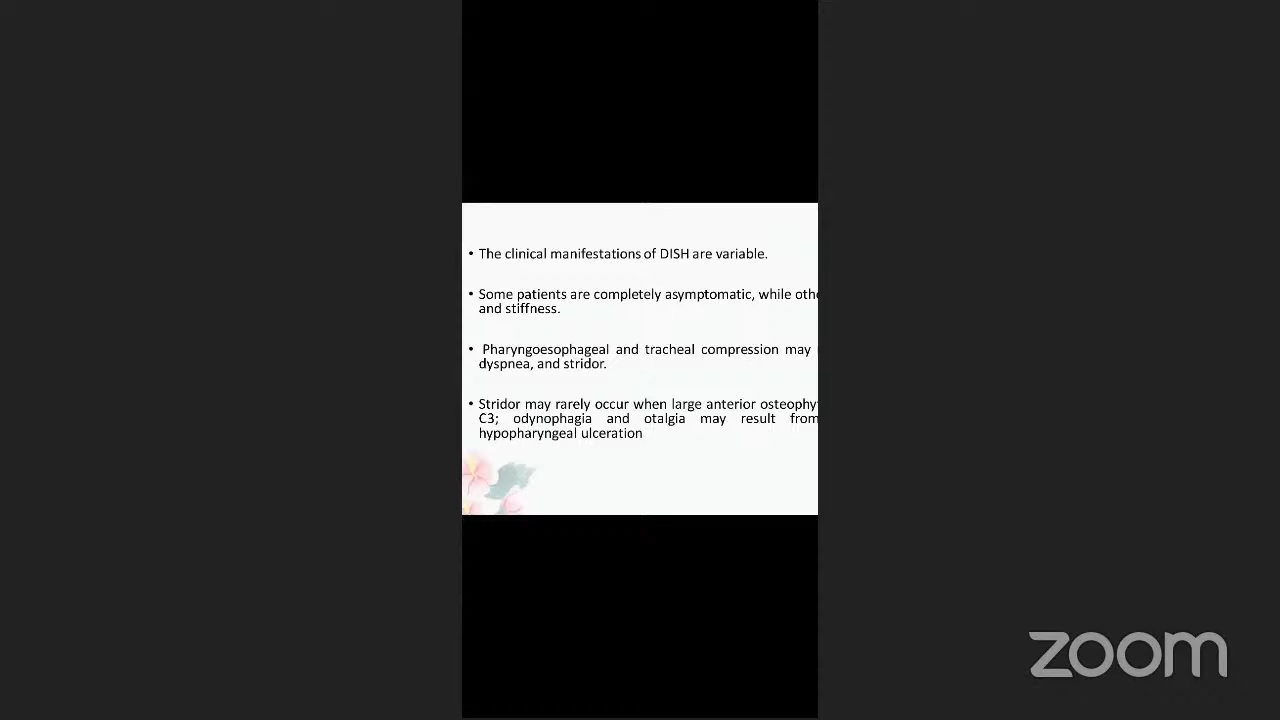 • The clinical manifestations of DISH are variable.
• Some patients are completely asymptomatic, while
and stiffness.
• Pharyngoesophageal and tracheal compression may
dyspnea, and stridor.
• Stridor may rarely occur when large anterior
C3; odynophagia and otalgia may result from
hypopharyngeal ulceration
zoom